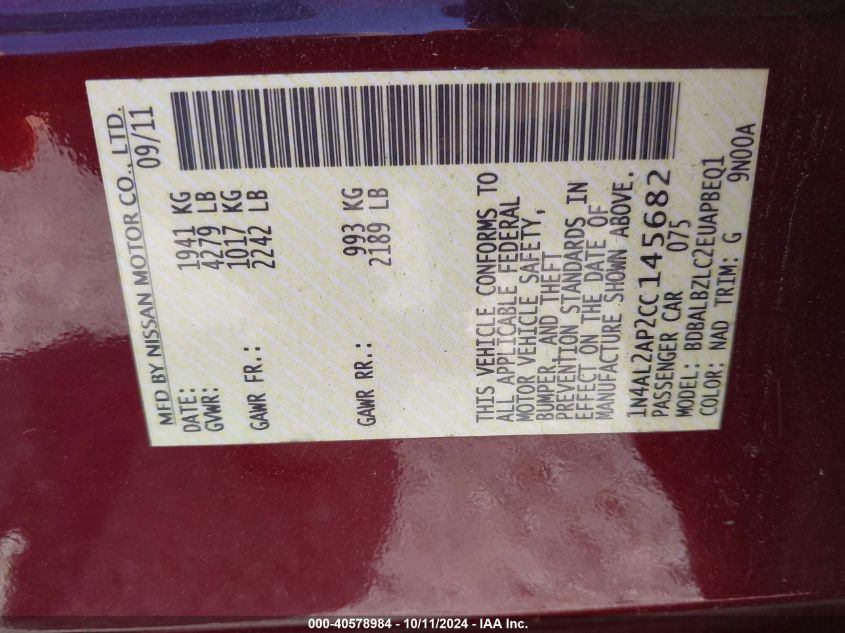 MFD BY NISSAN MOTOR CO., LTD.
DATE: 09/11
GVWR: 1941 KG
4279 LB
GAWR FR.: 1017 KG
2242 LB
GAWR RR.: 993 KG
2189 LB
THIS VEHICLE CONFORMS TO
ALL APPLICABLE FEDERAL
MOTOR VEHICLE SAFETY,
BUMPER, AND THEFT
PREVENTION STANDARDS IN
EFFECT ON THE DATE OF
MANUFACTURE SHOWN ABOVE.
1N4AL2AP2CC145682
PASSENGER CAR 075
MODEL: BDBALBZLC2EUAPBEQ1
COLOR: NAD TRIM: G 9N00A
000-40578984 - 10/11/2024 - IAA Inc.